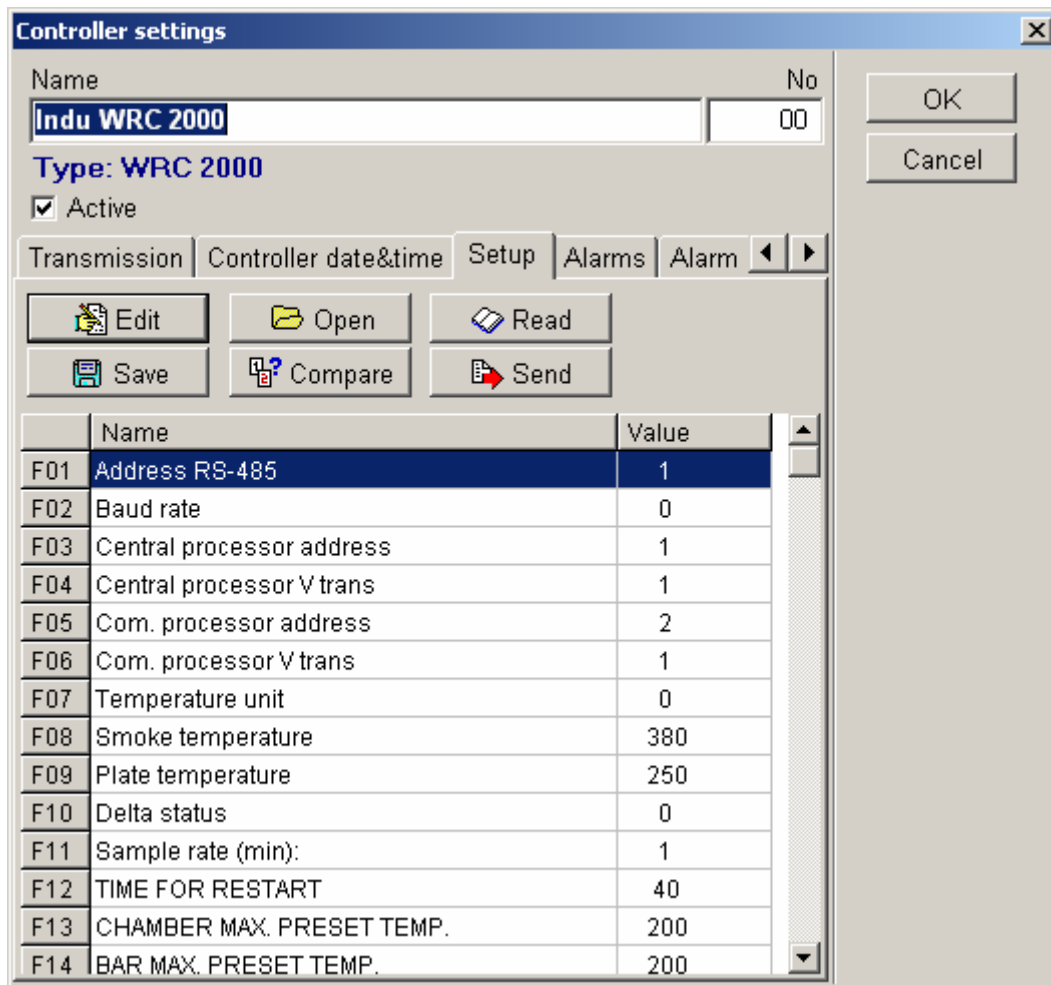 Controller settings
Name No
Indu WRC 2000 00
OK
Type: WRC 2000
Cancel
Active
Transmission Controller date&time Setup Alarms Alarm
Edit Open Read
Save Compare Send
Name Value
F01 Address RS-485 1
F02 Baud rate 0
F03 Central processor address 1
F04 Central processor V trans 1
F05 Com. processor address 2
F06 Com. processor V trans 1
F07 Temperature unit 0
F08 Smoke temperature 380
F09 Plate temperature 250
F10 Delta status 0
F11 Sample rate (min): 1
F12 TIME FOR RESTART 40
F13 CHAMBER MAX. PRESET TEMP. 200
F14 BAR MAX. PRESET TEMP. 200